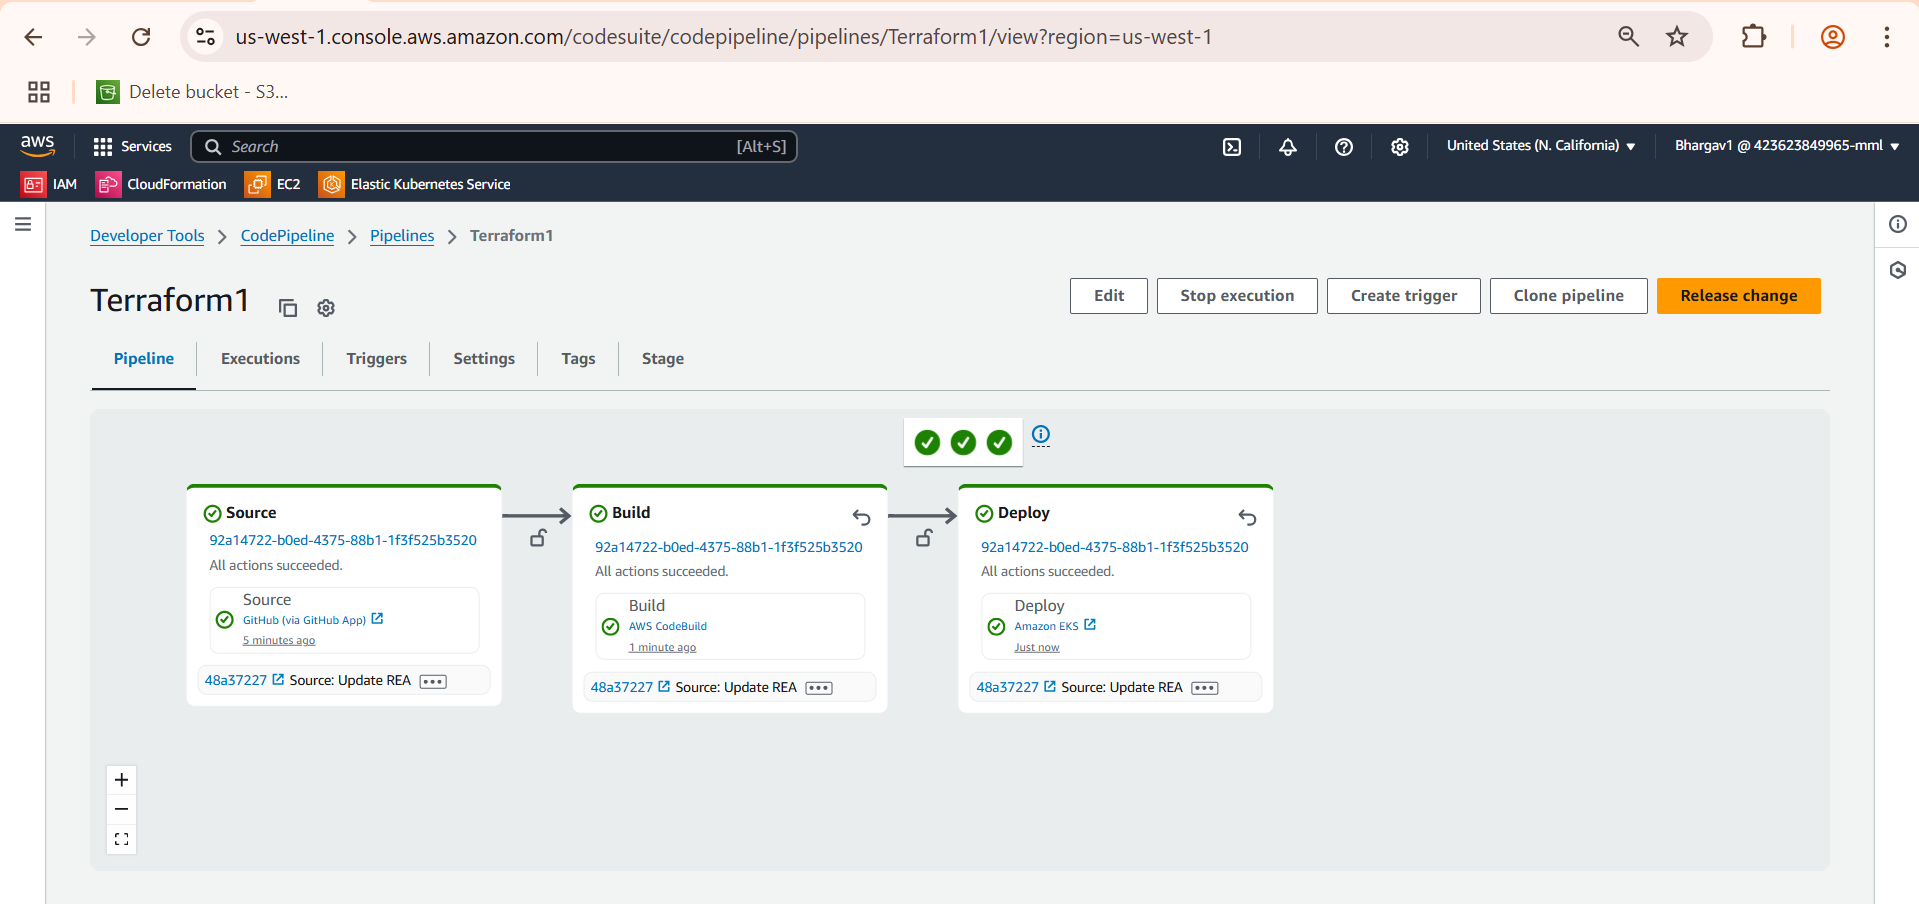 us-west-1.console.aws.amazon.com/codesuite/codepipeline/pipelines/Terraform1/view?region=us-west-1
Delete bucket - S3...
aws
Services
Search
[Alt+S]
United States (N. California)
Bhargav1 @ 423623849965-mml
IAM
CloudFormation
EC2
Elastic Kubernetes Service
Developer Tools
CodePipeline
Pipelines
Terraform1
Terraform1
Edit
Stop execution
Create trigger
Clone pipeline
Release change
Pipeline
Executions
Triggers
Settings
Tags
Stage
Source
92a14722-b0ed-4375-88b1-1f3f525b3520
All actions succeeded.
Source
GitHub (via GitHub App)
5 minutes ago
48a37227 Source: Update REA
Build
92a14722-b0ed-4375-88b1-1f3f525b3520
All actions succeeded.
Build
AWS CodeBuild
1 minute ago
48a37227 Source: Update REA
Deploy
92a14722-b0ed-4375-88b1-1f3f525b3520
All actions succeeded.
Deploy
Amazon EKS
Just now
48a37227 Source: Update REA